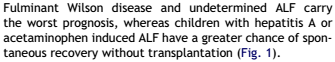 Fulminant Wilson disease and undetermined ALF carry
the worst prognosis, whereas children with hepatitis A or
acetaminophen induced ALF have a greater chance of spon-
taneous recovery without transplantation (Fig. 1).